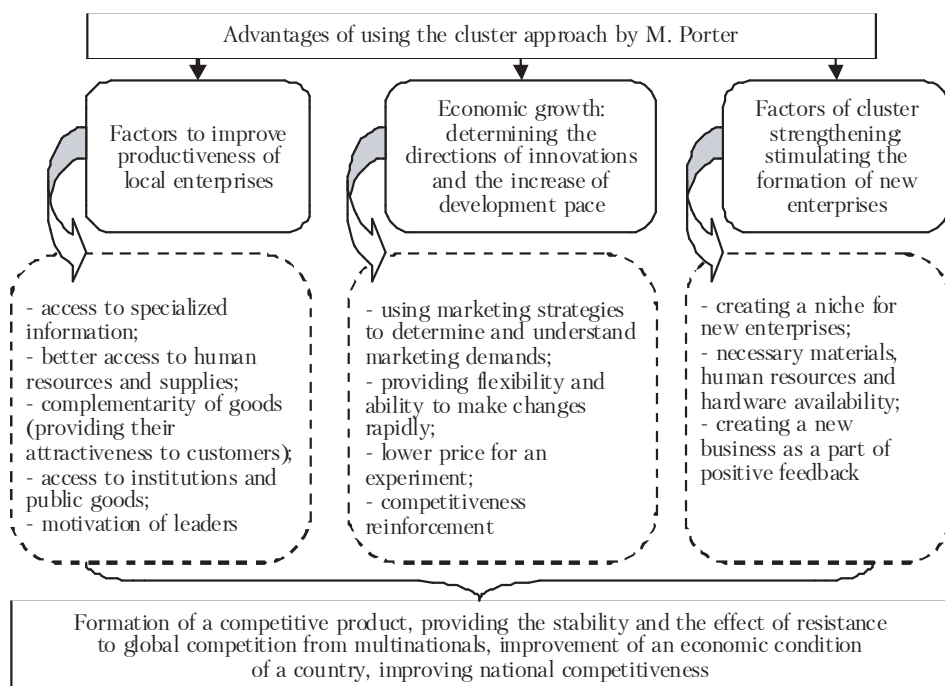 Advantages of using the cluster approach by M. Porter
Factors to improve
productiveness of
local enterprises
Economic growth:
determining the
directions of innovations
and the increase of
development pace
Factors of cluster
strengthening:
stimulating the
formation of new
enterprises
- access to specialized
information;
- better access to human
resources and supplies;
- complementarity of goods
(providing their
attractiveness to customers);
- access to institutions and
public goods;
- motivation of leaders
- using marketing strategies
to determine and understand
marketing demands;
- providing flexibility and
ability to make changes
rapidly;
- lower price for an
experiment;
- competitiveness
reinforcement
- creating a niche for
new enterprises;
- necessary materials,
human resources and
hardware availability;
- creating a new
business as a part of
positive feedback
Formation of a competitive product, providing the stability and the effect of resistance
to global competition from multinationals, improvement of an economic condition
of a country, improving national competitiveness